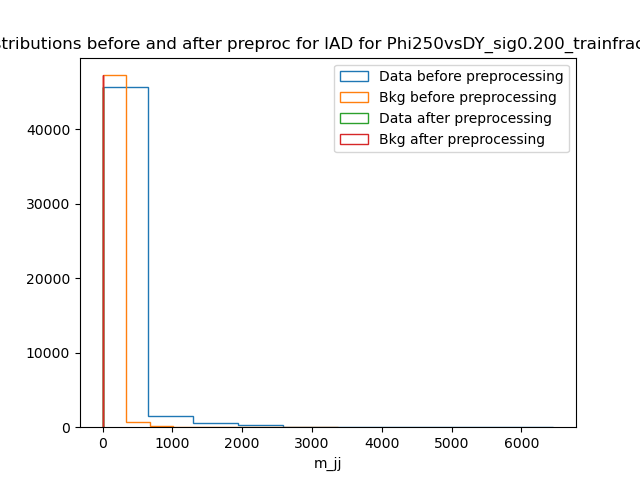 stributions before and after preproc for IAD for Phi250vsDY_sig0.200_trainfrac
Data before preprocessing
Bkg before preprocessing
Data after preprocessing
Bkg after preprocessing
40000
30000
20000
10000
0
0 1000 2000 3000 4000 5000 6000
m_jj